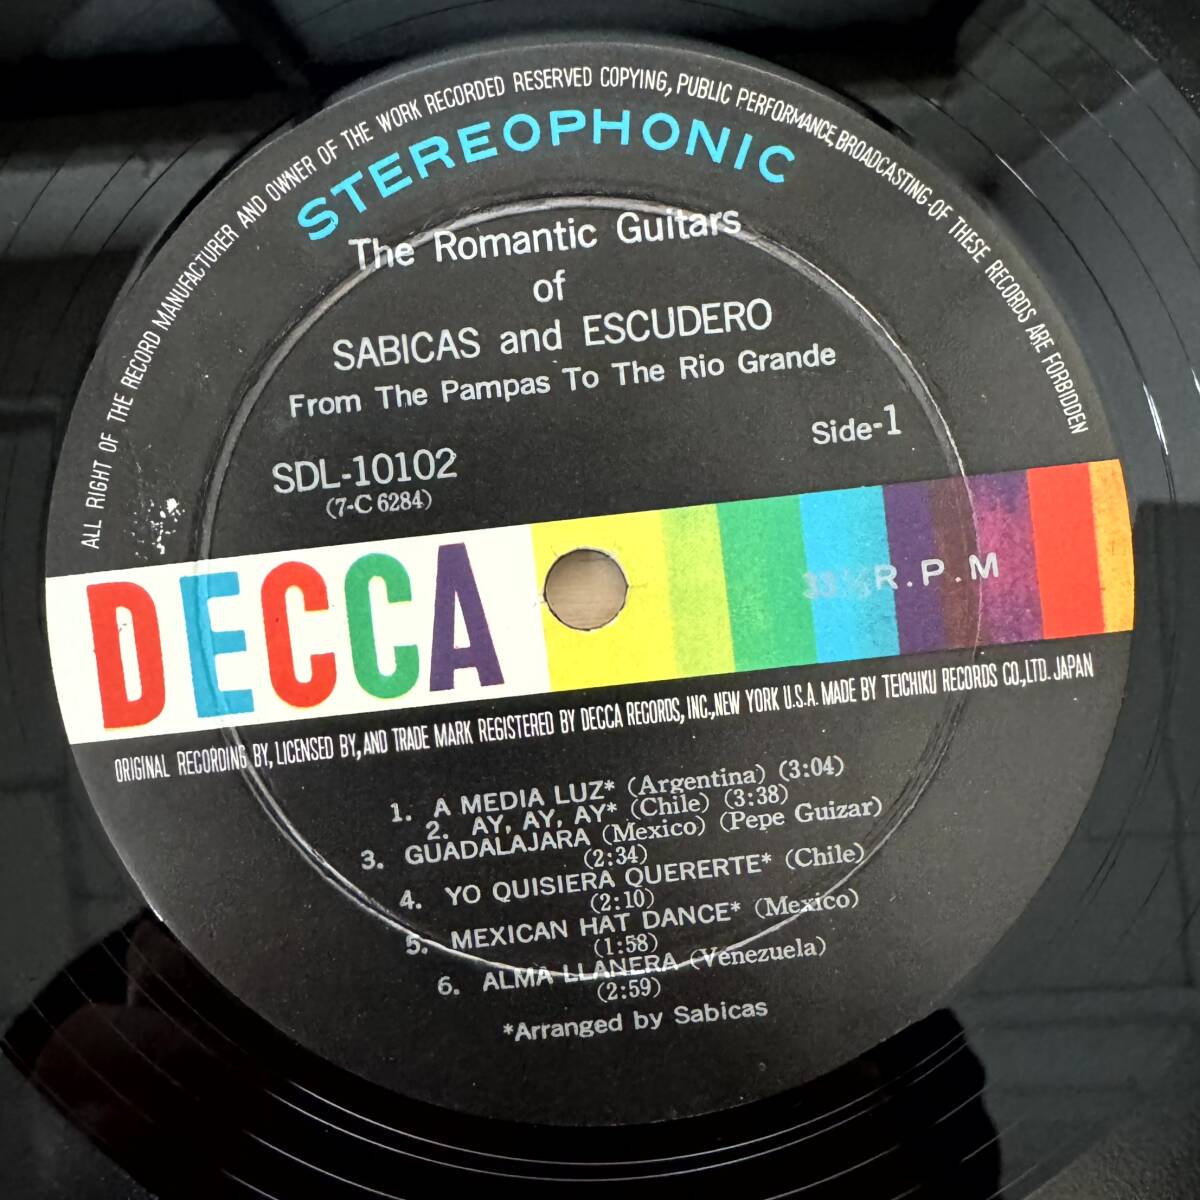 ALL RIGHT OF THE RECORD MANUFACTURER AND OWNER OF THE WORK RECORDED RESERVED COPYING, PUBLIC PERFORMANCE, BROADCASTING-OF THESE RECORDS ARE FORBIDDEN
STEREOPHONIC
The Romantic Guitars
of
SABICAS and ESCUDERO
From The Pampas To The Rio Grande
Side-1
SDL-10102
(7-C 6284)
DECCA
33⅓ R.P.M
ORIGINAL RECORDING BY, LICENSED BY, AND TRADE MARK REGISTERED BY DECCA RECORDS, INC., NEW YORK U.S.A. MADE BY TEICHIKU RECORDS CO., LTD. JAPAN
1. A MEDIA LUZ* (Argentina) (3:04)
2. AY, AY, AY* (Chile) (3:38)
3. GUADALAJARA (Mexico) (Pepe Guizar)
(2:34)
4. YO QUISIERA QUERERTE* (Chile)
(2:10)
5. MEXICAN HAT DANCE* (Mexico)
(1:58)
6. ALMA LLANERA (Venezuela)
(2:59)
*Arranged by Sabicas